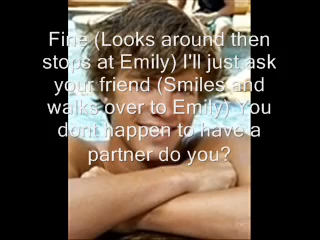 Fine (Looks around then
stops at Emily) I'll just ask
your friend (Smiles and
walks over to Emily) You
dont happen to have a
partner do you?